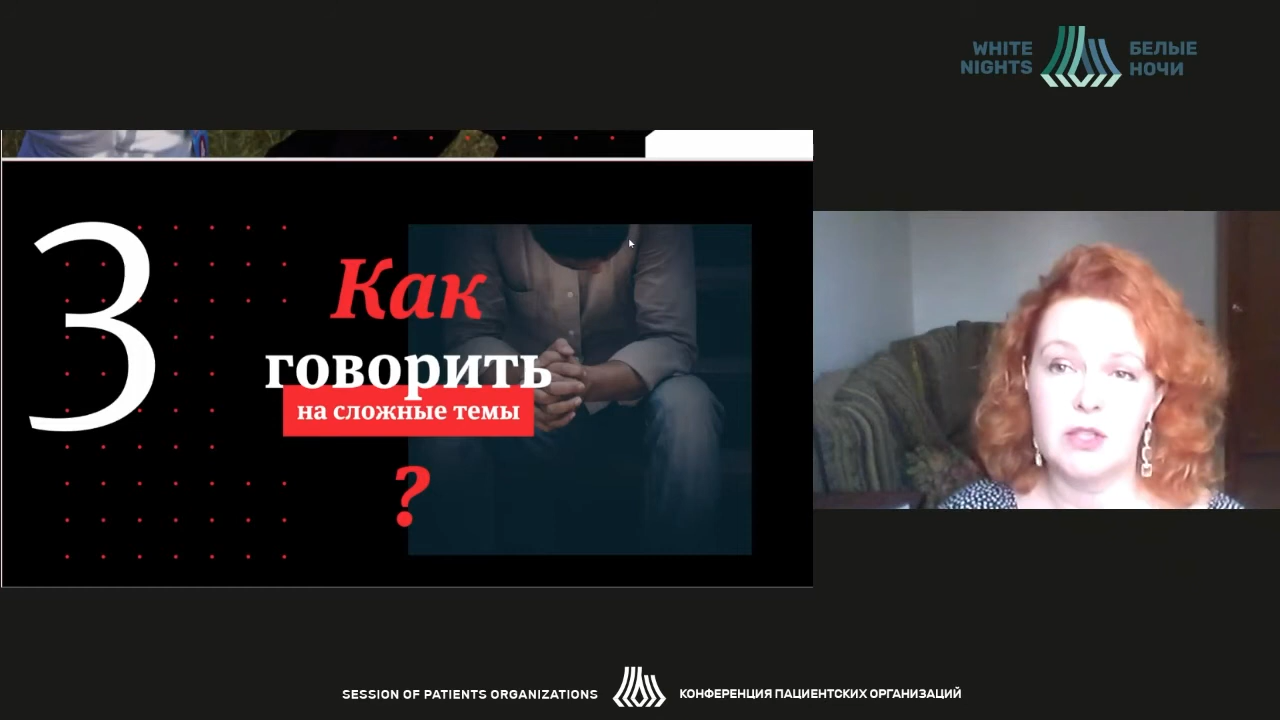 WHITE
NIGHTS
БЕЛЫЕ
НОЧИ
3
Как
говорить
на сложные темы
?
SESSION OF PATIENTS ORGANIZATIONS
КОНФЕРЕНЦИЯ ПАЦИЕНТСКИХ ОРГАНИЗАЦИЙ